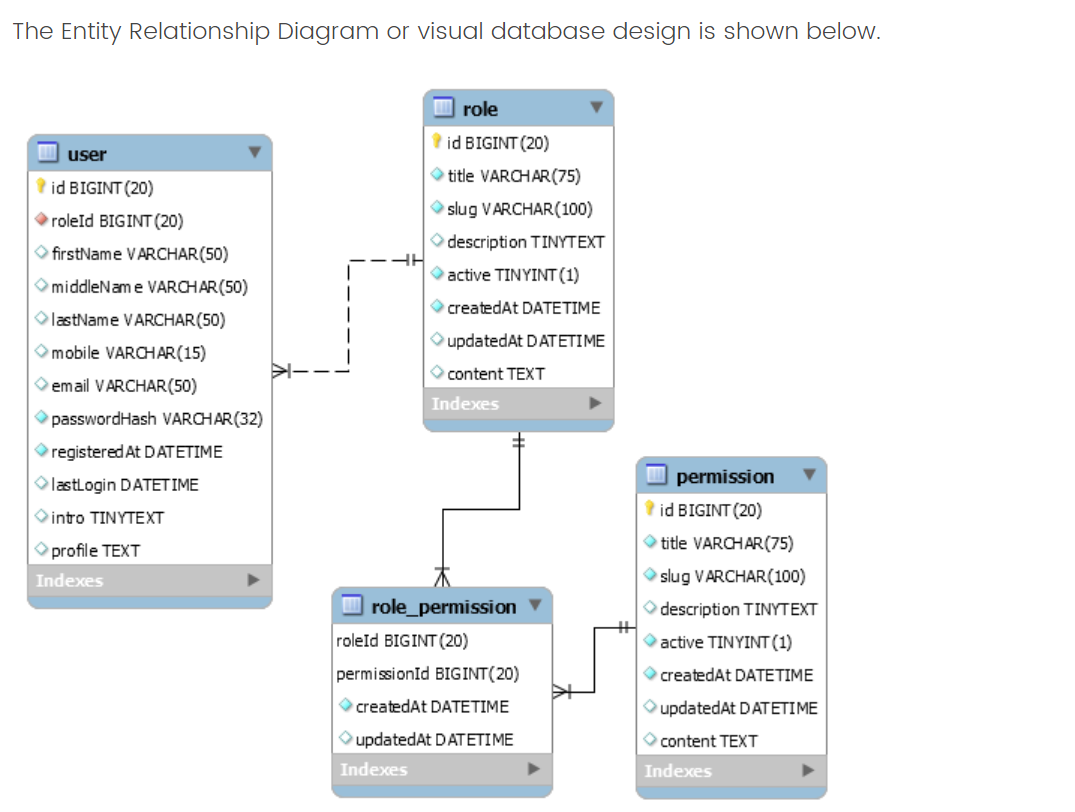 The Entity Relationship Diagram or visual database design is shown below.
user
id BIGINT(20)
roleId BIGINT(20)
firstName VARCHAR(50)
middleName VARCHAR(50)
lastName VARCHAR(50)
mobile VARCHAR(15)
email VARCHAR(50)
passwordHash VARCHAR(32)
registeredAt DATETIME
lastLogin DATETIME
intro TINYTEXT
profile TEXT
Indexes
role
id BIGINT(20)
title VARCHAR(75)
slug VARCHAR(100)
description TINYTEXT
active TINYINT(1)
createdAt DATETIME
updatedAt DATETIME
content TEXT
Indexes
role_permission
roleId BIGINT(20)
permissionId BIGINT(20)
createdAt DATETIME
updatedAt DATETIME
Indexes
permission
id BIGINT(20)
title VARCHAR(75)
slug VARCHAR(100)
description TINYTEXT
active TINYINT(1)
createdAt DATETIME
updatedAt DATETIME
content TEXT
Indexes